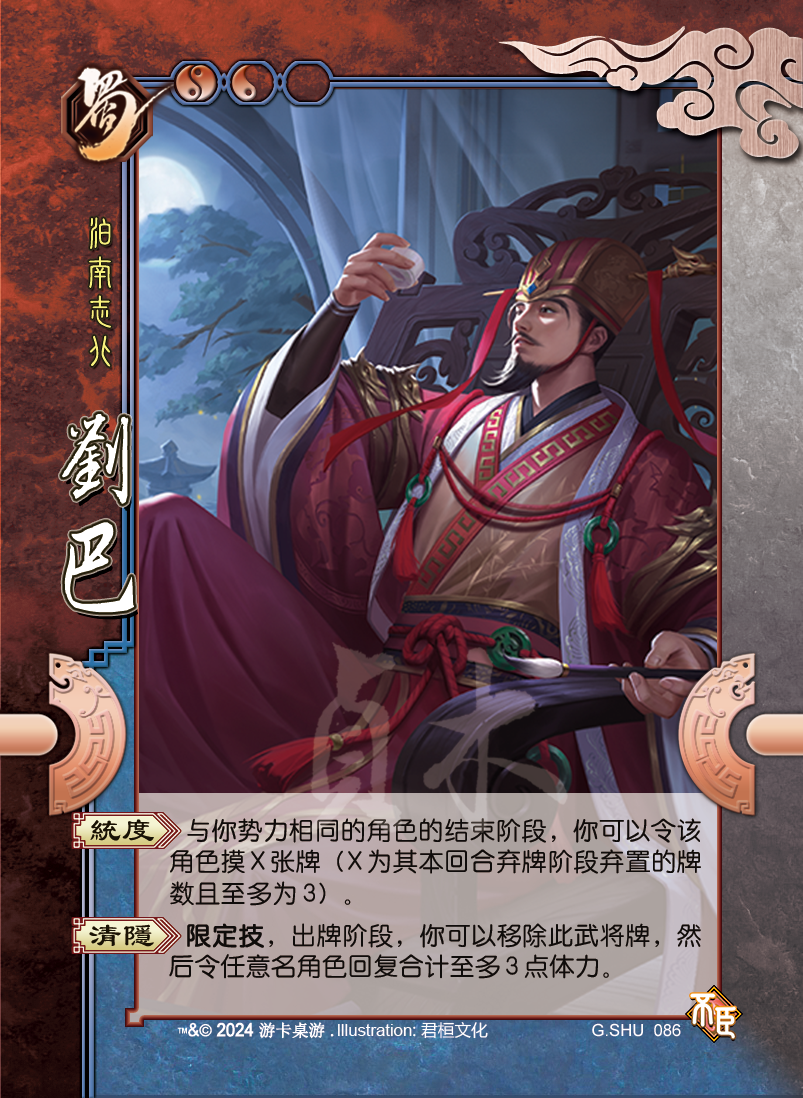 蜀
泊南志北
劉巴
統度
与你势力相同的角色的结束阶段，你可以令该
角色摸X张牌（X为其本回合弃牌阶段弃置的牌
数且至多为3）。
清隱
限定技，出牌阶段，你可以移除此武将牌，然
后令任意名角色回复合计至多3点体力。
不臣
™&© 2024 游卡桌游 . Illustration: 君桓文化
G.SHU 086